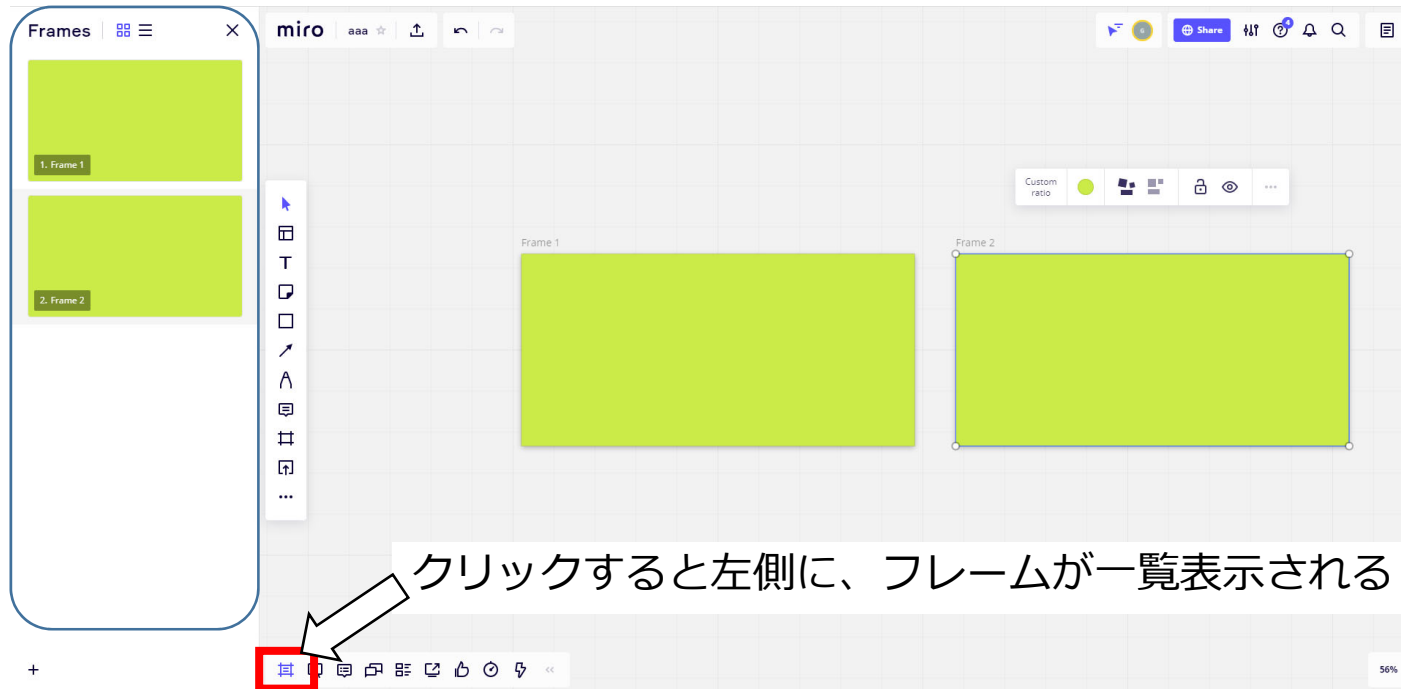 Frames
miro aaa
Share
4
1. Frame 1
2. Frame 2
Custom
ratio
Frame 1
Frame 2
クリックすると左側に、フレームが一覧表示される
56%